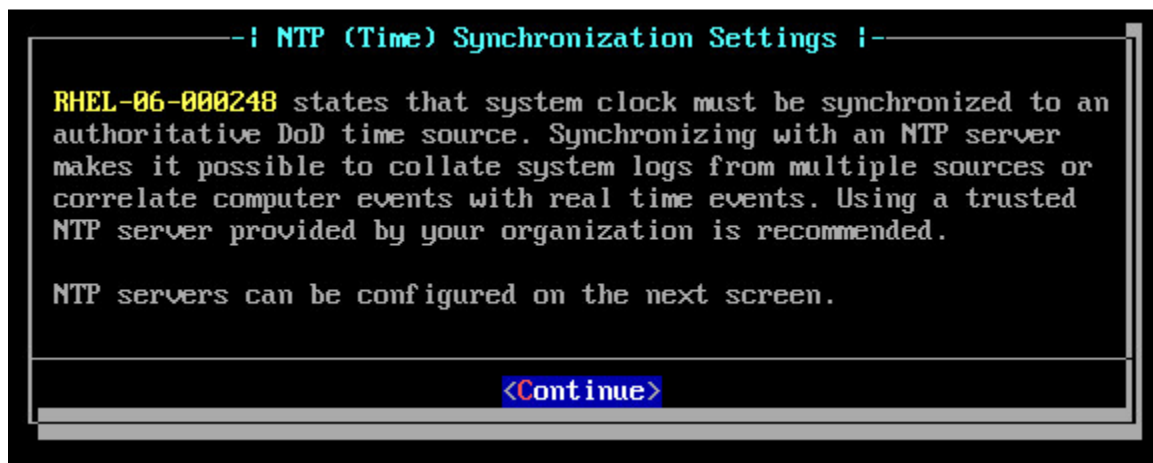 NTP (Time) Synchronization Settings
RHEL-06-000248 states that system clock must be synchronized to an
authoritative DoD time source. Synchronizing with an NTP server
makes it possible to collate system logs from multiple sources or
correlate computer events with real time events. Using a trusted
NTP server provided by your organization is recommended.
NTP servers can be configured on the next screen.
<Continue>